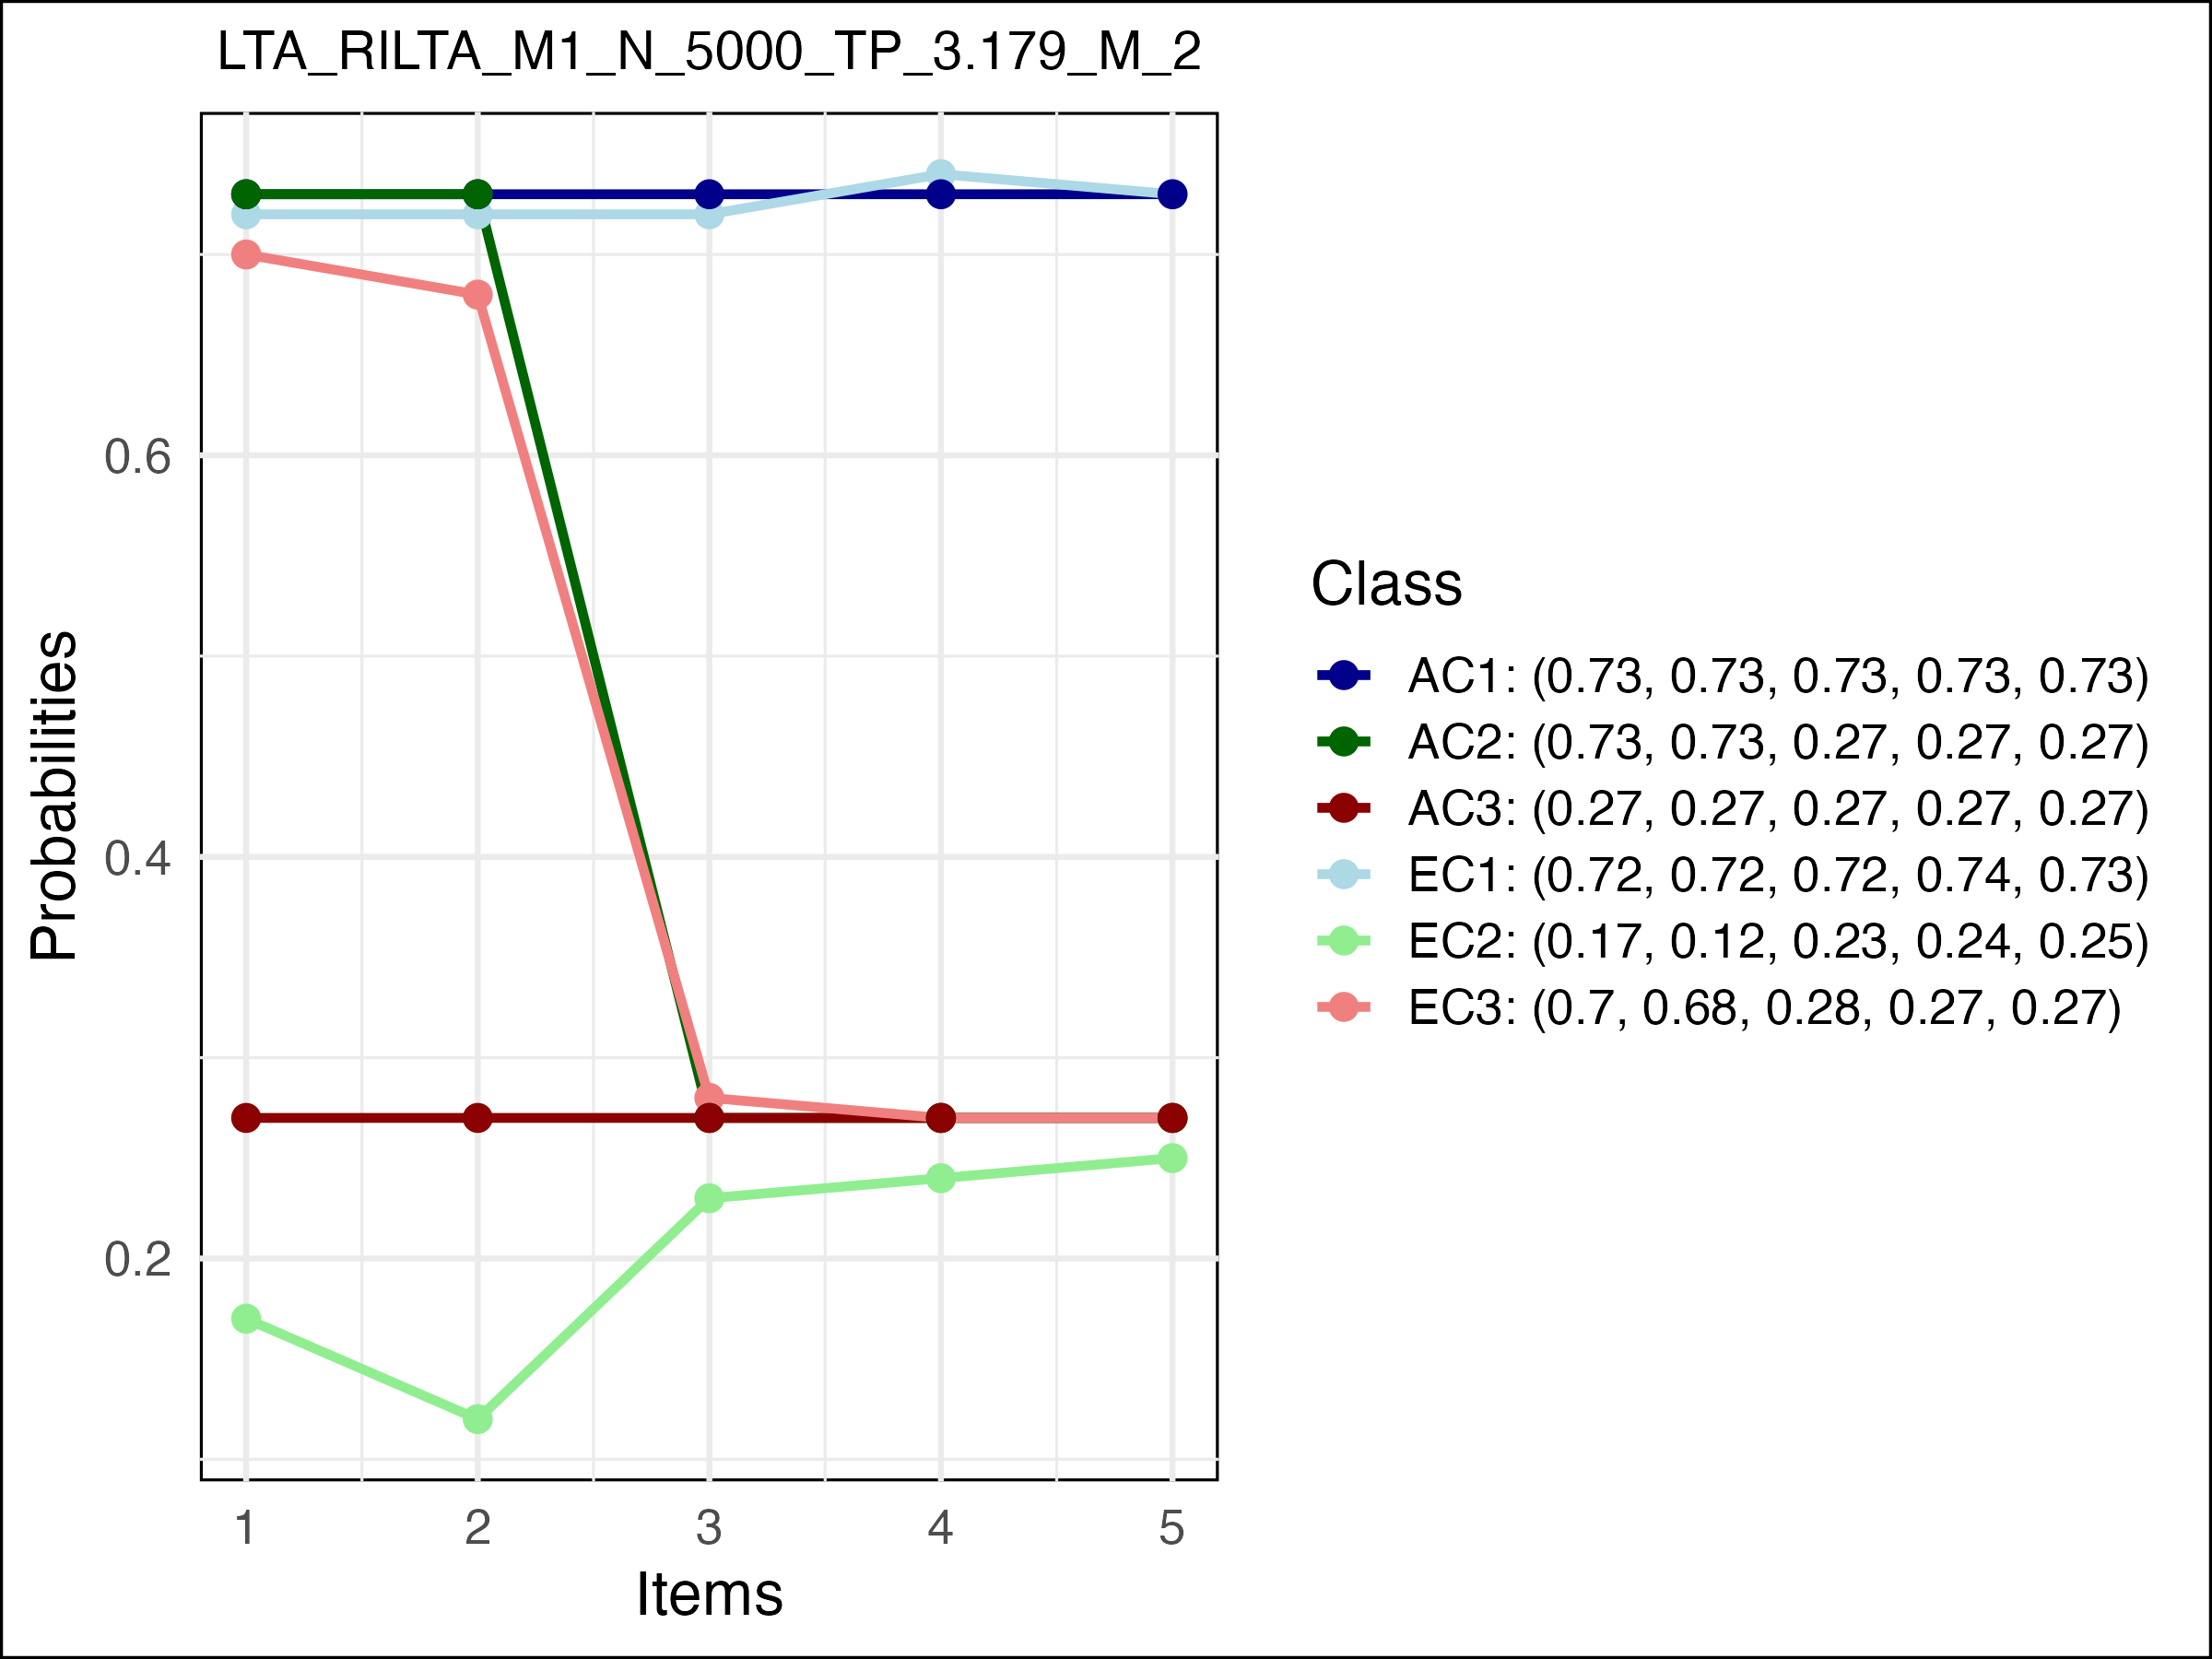 LTA_RILTA_M1_N_5000_TP_3.179_M_2
Probabilities
0.6
0.4
0.2
1 2 3 4 5
Items
Class
AC1: (0.73, 0.73, 0.73, 0.73, 0.73)
AC2: (0.73, 0.73, 0.27, 0.27, 0.27)
AC3: (0.27, 0.27, 0.27, 0.27, 0.27)
EC1: (0.72, 0.72, 0.72, 0.74, 0.73)
EC2: (0.17, 0.12, 0.23, 0.24, 0.25)
EC3: (0.7, 0.68, 0.28, 0.27, 0.27)